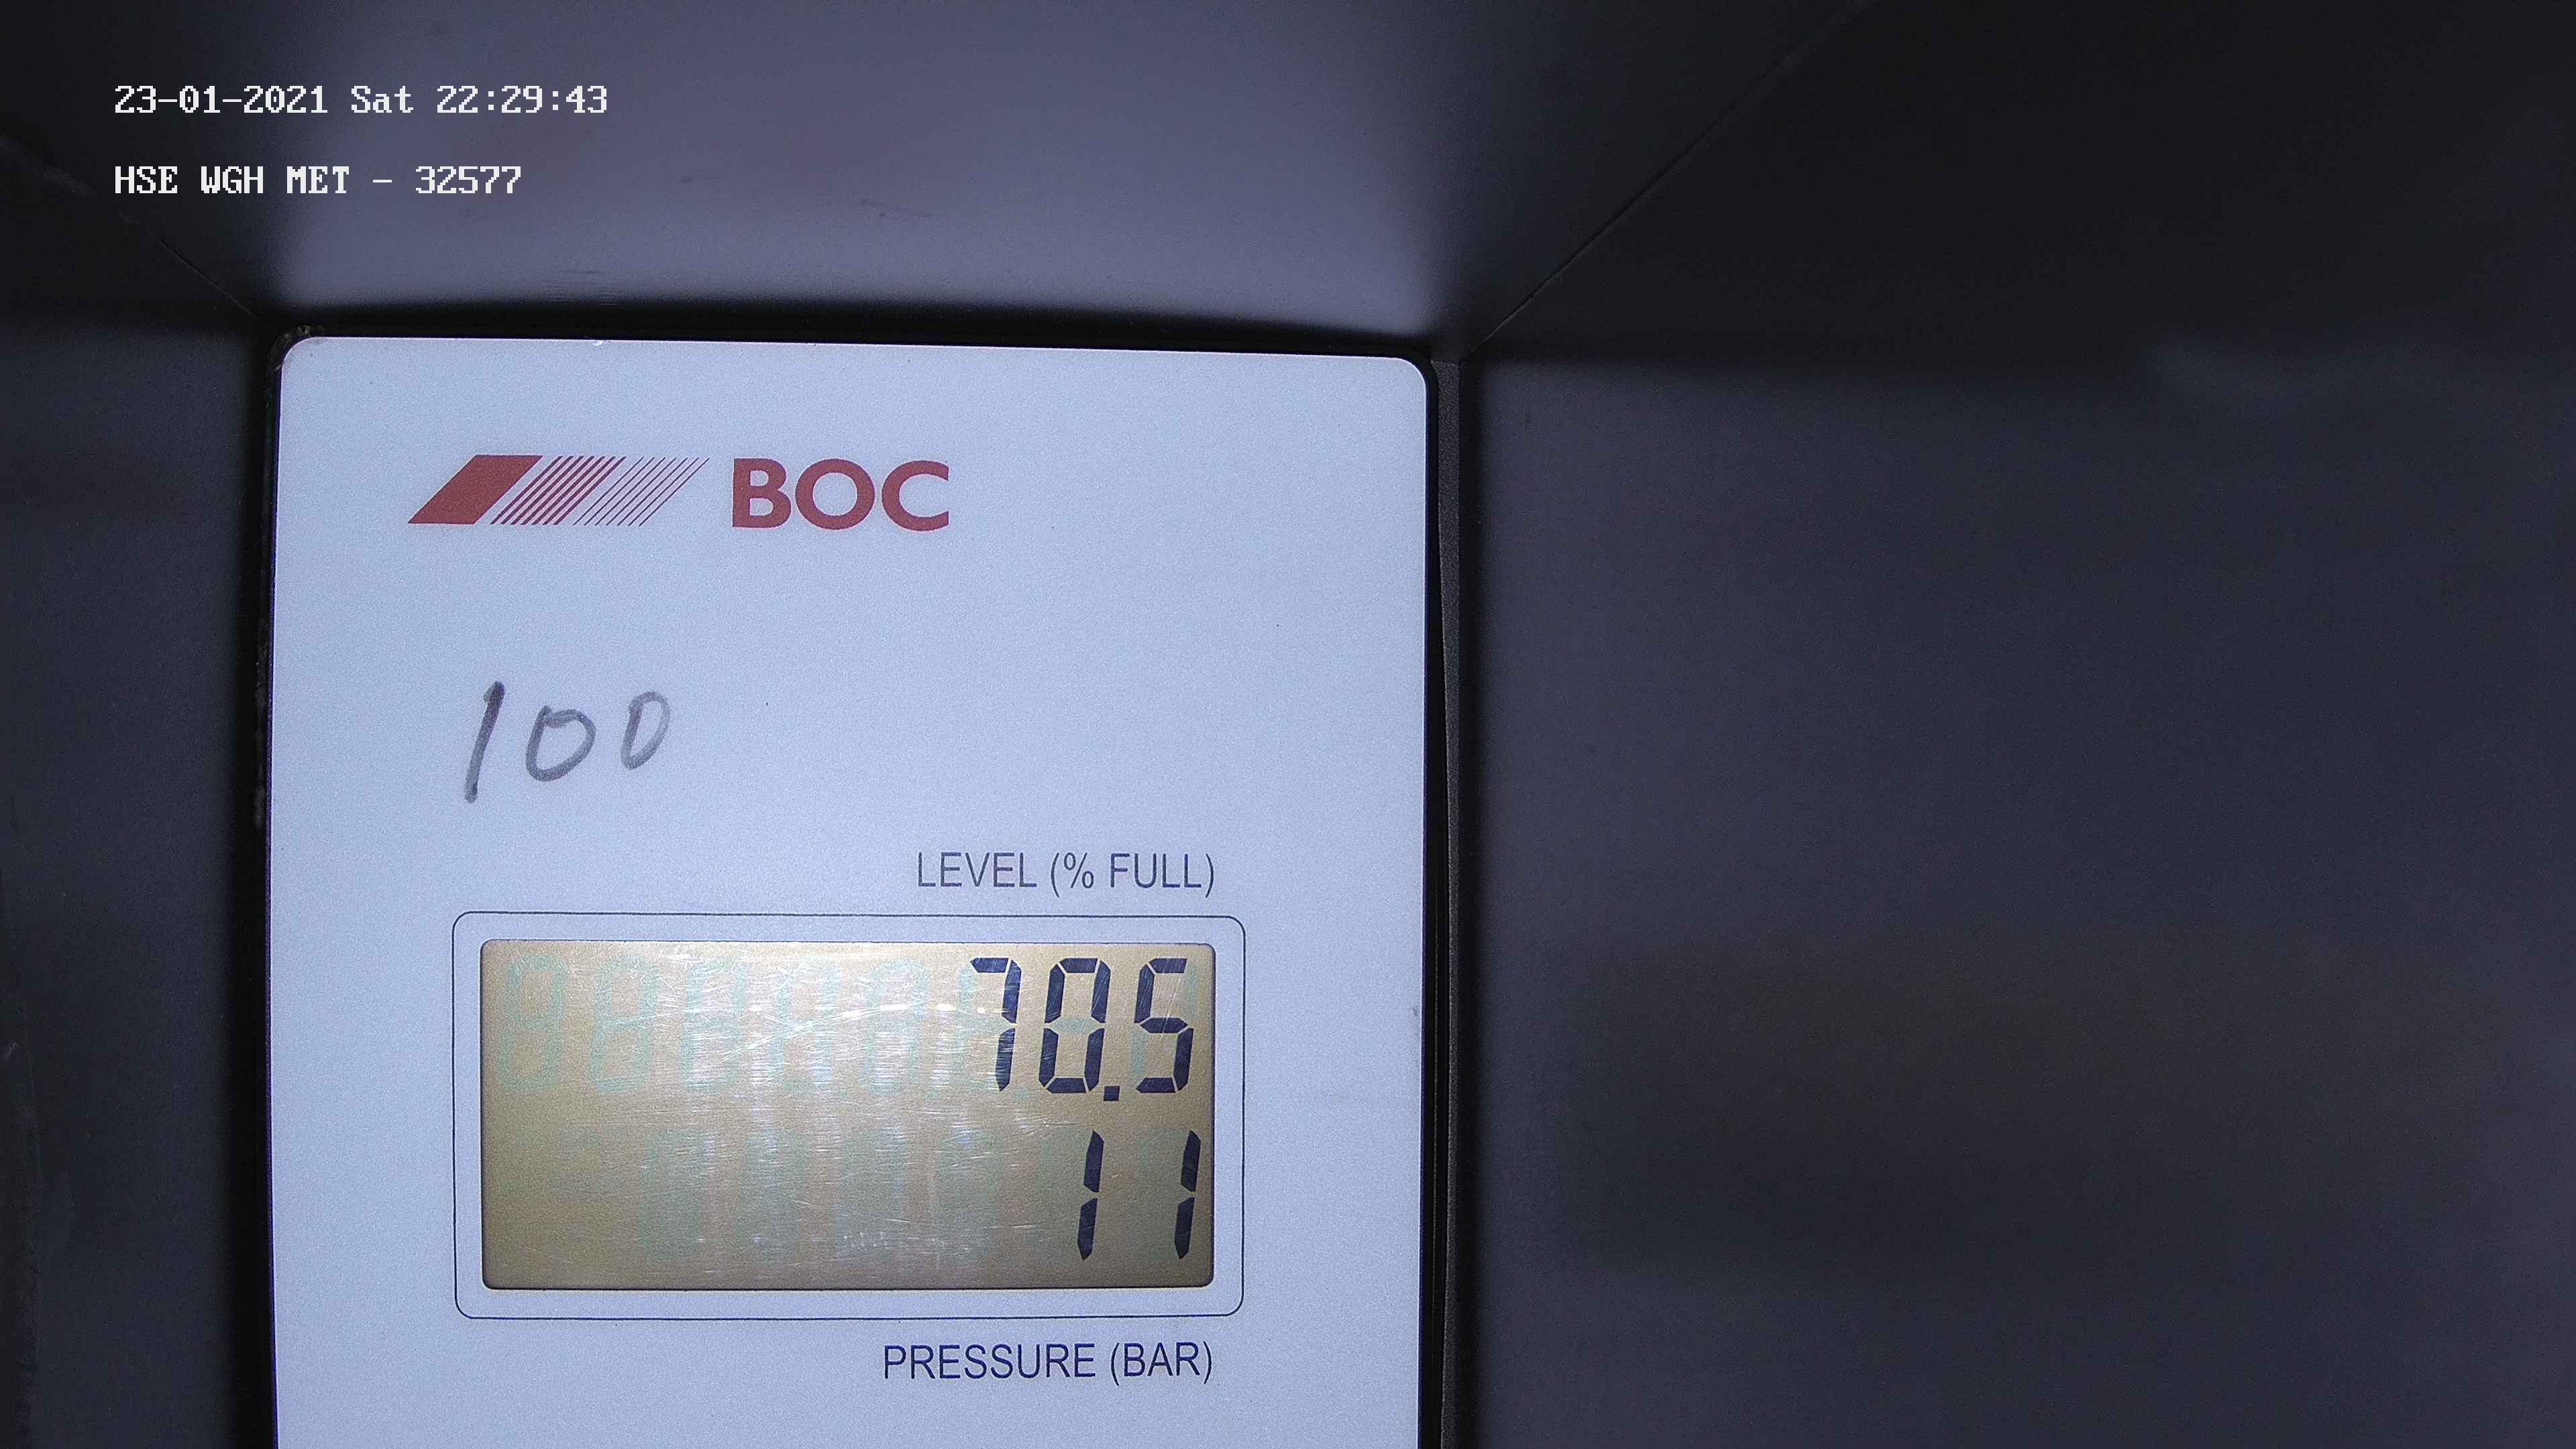 23-01-2021 Sat 22:29:43
HSE WGH MET - 32577
BOC
100
LEVEL (% FULL)
70.5
11
PRESSURE (BAR)